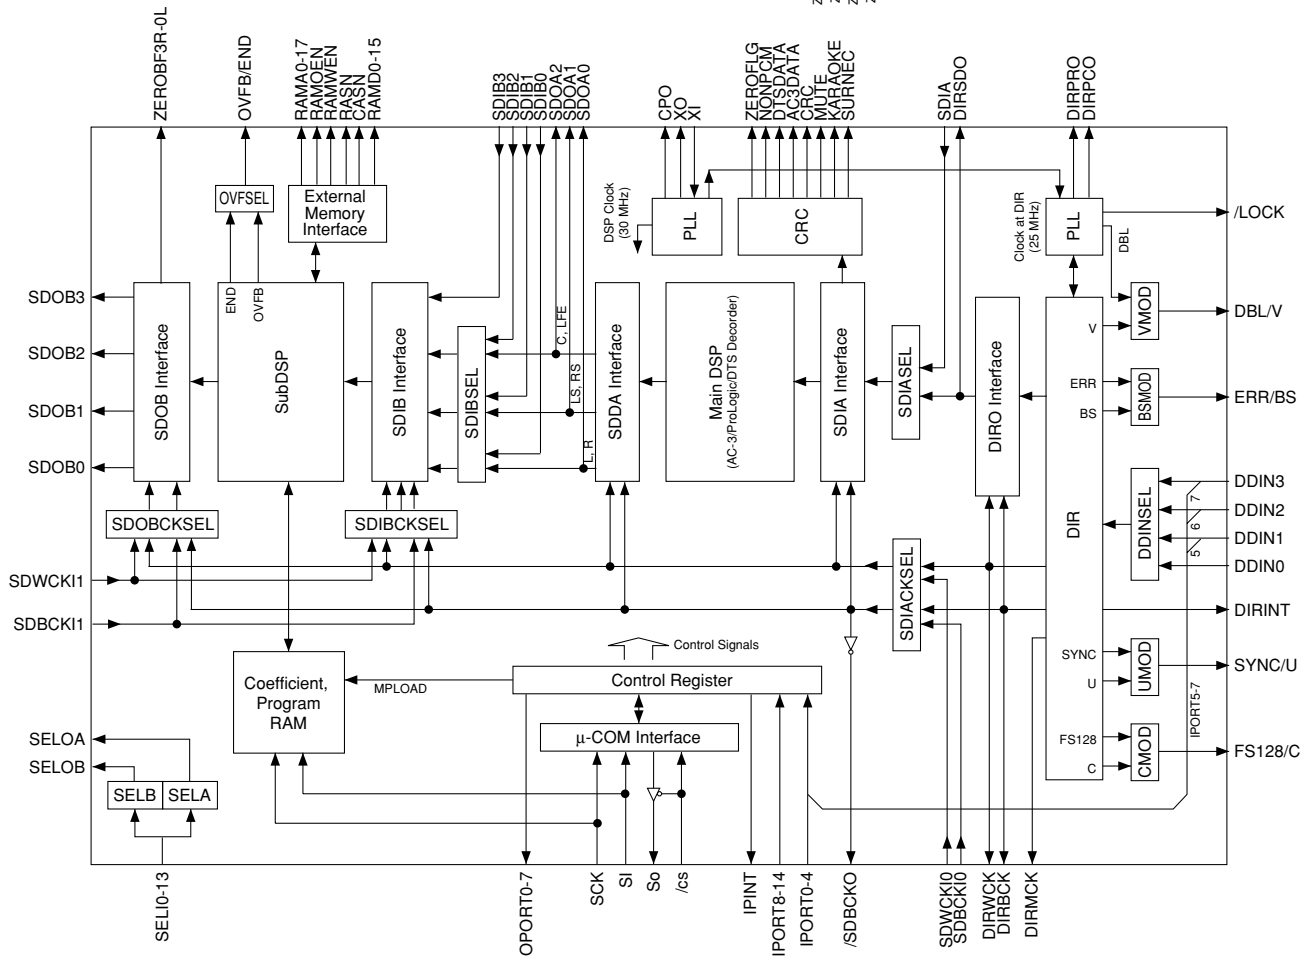 ZEROBF3R-0L
OVFB/END
RAMA0-17
RAMOEN
RAMWEN
RASN
CASN
RAMID0-15
SDIB3
SDIB2
SDIB1
SDIB0
SDOA2
SDOA1
SDOA0
CPO
XO
XI
ZEROFLG
NONPCM
DTSDATA
AC3DATA
CRC
MUTE
KARAOKE
SURNEC
SDIA
DIRSDO
DIRPRO
DIRPCO
OVFSEL
External
Memory
Interface
DSP Clock
(30 MHz)
PLL
CRC
Clock at DIR
(25 MHz)
PLL
DBL
/LOCK
END
OVFB
SDOB3
SDOB2
SDOB1
SDOB0
SDOB Interface
SubDSP
SDIB Interface
SDIBSEL
C, LFE
LS, RS
L, R
SDDA Interface
Main DSP
(AC-3/ProLogic/DTS Decorder)
SDIA Interface
SDIASEL
DIRO Interface
DIR
V
VMOD
DBL/V
ERR
BS
BSMOD
ERR/BS
DDINSEL
DDIN3
DDIN2
DDIN1
DDIN0
7
6
5
SDOBCKSEL
SDIBCKSEL
SDWCKI1
SDBCKI1
SDIACKSEL
DIRINT
Control Signals
Control Register
MPLOAD
Coefficient,
Program
RAM
μ-COM Interface
SYNC
U
UMOD
SYNC/U
IPORT5-7
FS128
C
CMOD
FS128/C
SELOA
SELOB
SELB
SELA
SELI0-13
OPORT0-7
SCK
SI
So
/cs
IPINT
IPORT8-14
IPORT0-4
/SDBCKO
SDWCKI0
SDBCKI0
DIRWCK
DIRBCK
DIRMCK